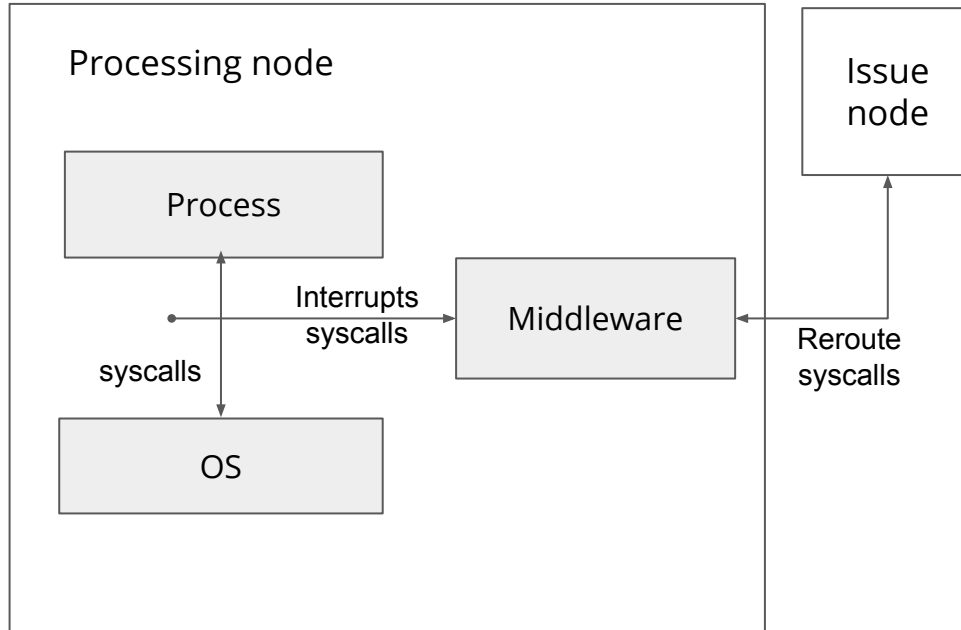 Processing node
Issue
node
Process
Interrupts
syscalls
Middleware
Reroute
syscalls
syscalls
OS